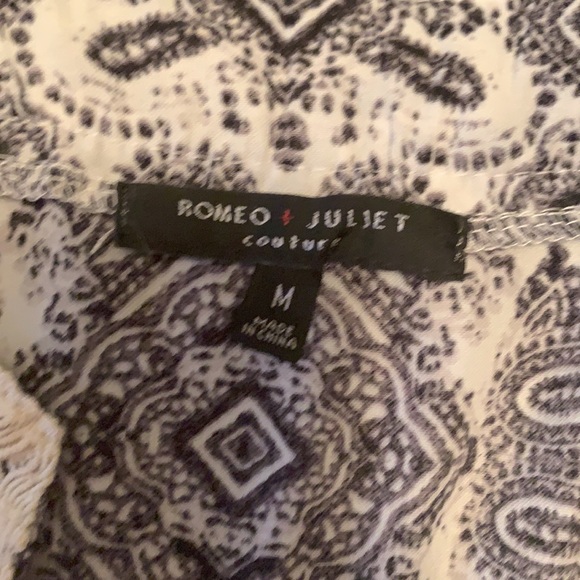 ROMEO + JULIET
couture
M
MADE
IN CHINA